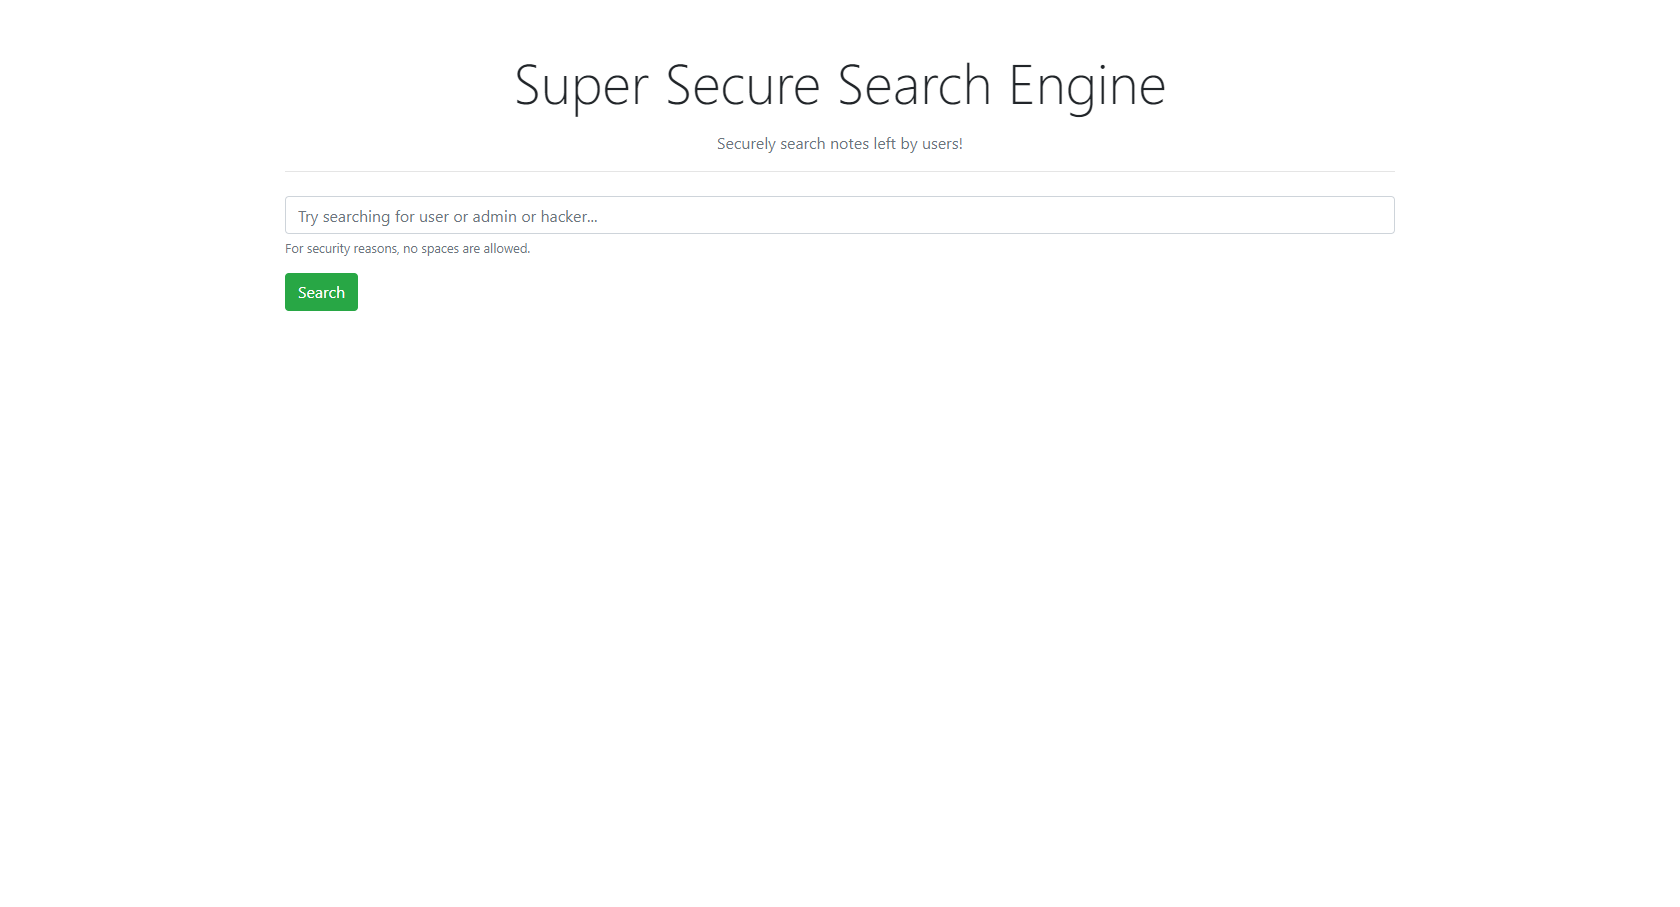 Super Secure Search Engine
Securely search notes left by users!
Try searching for user or admin or hacker...
For security reasons, no spaces are allowed.
Search